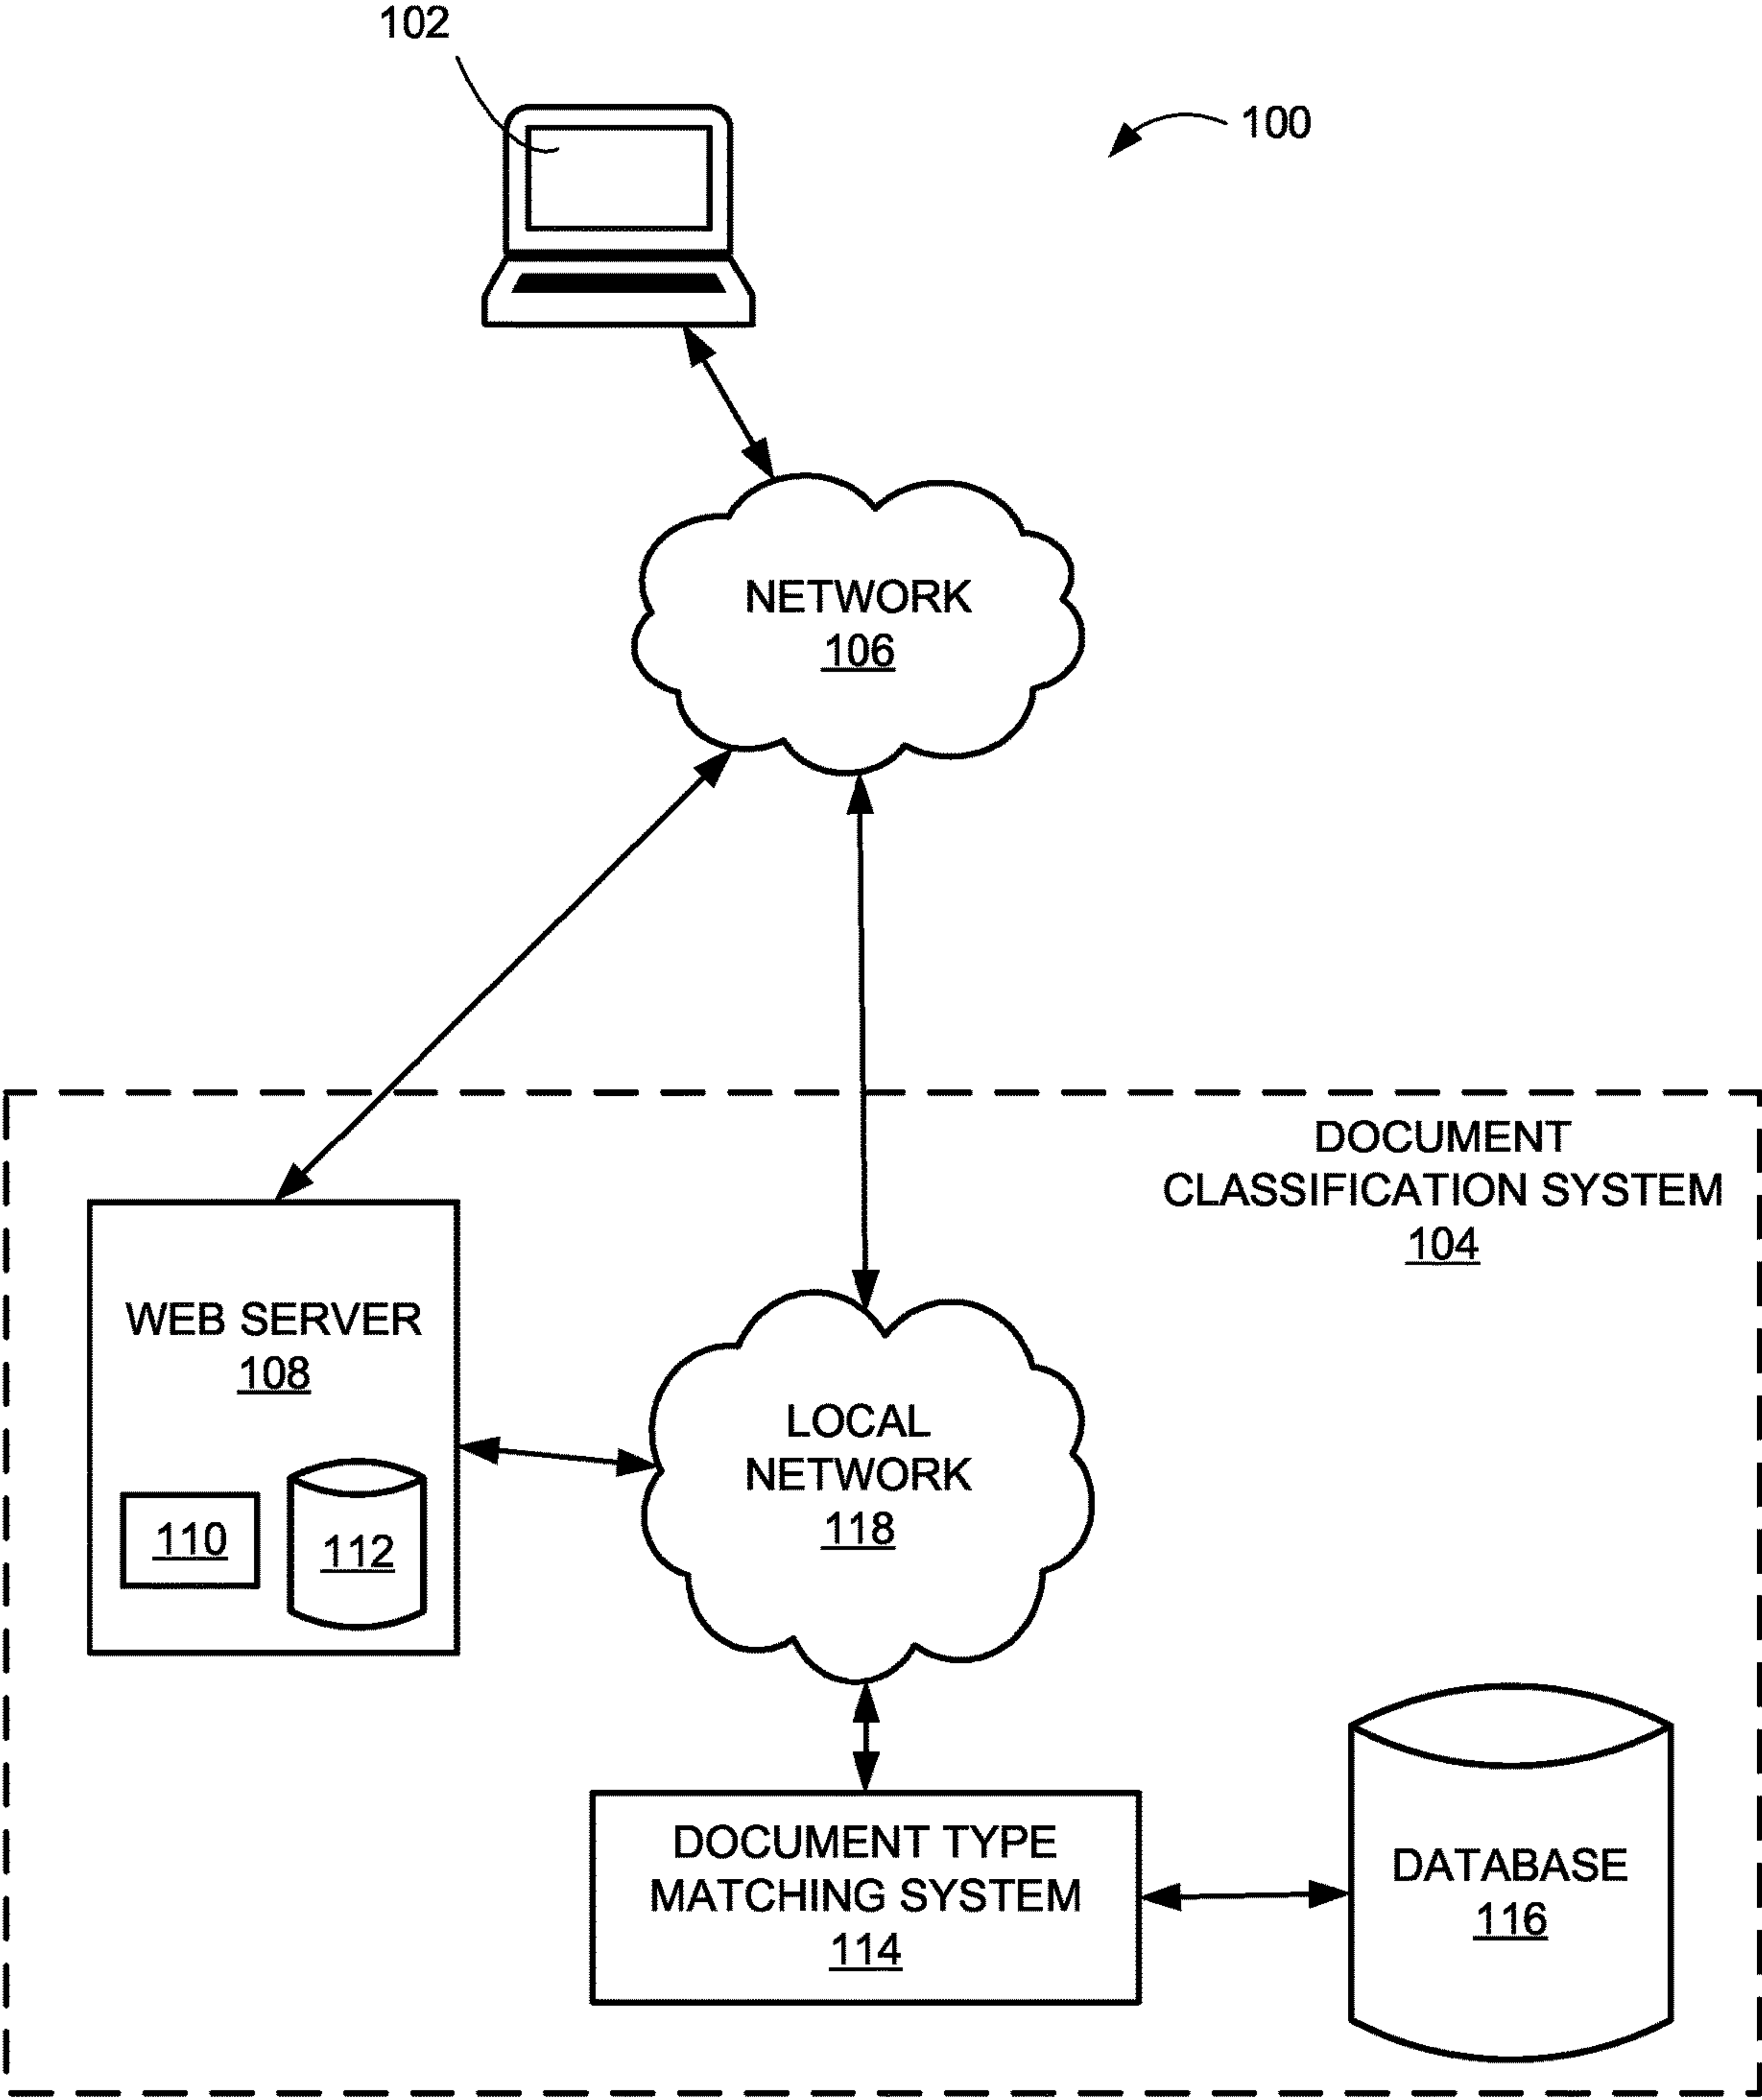 102
100
NETWORK
106
DOCUMENT
CLASSIFICATION SYSTEM
104
WEB SERVER
108
110
112
LOCAL
NETWORK
118
DOCUMENT TYPE
MATCHING SYSTEM
114
DATABASE
116